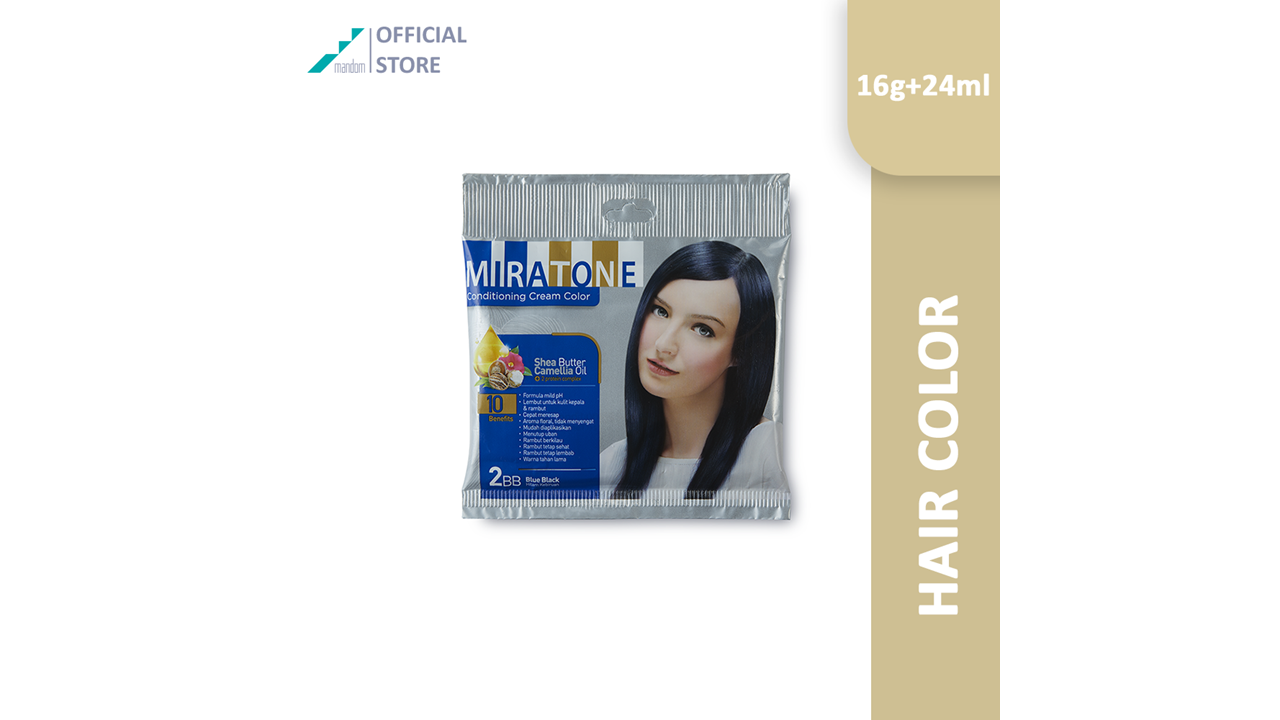 mandom
OFFICIAL
STORE
16g+24ml
MIRATONE
Conditioning Cream Color
Shea Butter
Camellia Oil
10
Benefits
• Formula mild pH
• Lembut untuk kulit kepala
& rambut
• Cepat meresap
• Aroma floral, tidak menyengat
• Mudah diaplikasikan
• Menutup uban
• Rambut berkilau
• Rambut tetap sehat
• Rambut tetap lembab
• Warna tahan lama
2BB Blue Black
HAIR COLOR